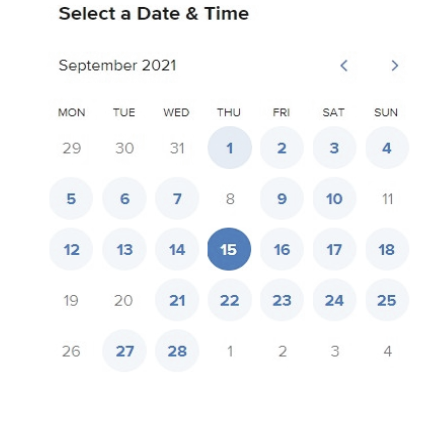 Select a Date & Time
September 2021
MON TUE WED THU FRI SAT SUN
29 30 31 1 2 3 4
5 6 7 8 9 10 11
12 13 14 15 16 17 18
19 20 21 22 23 24 25
26 27 28 1 2 3 4